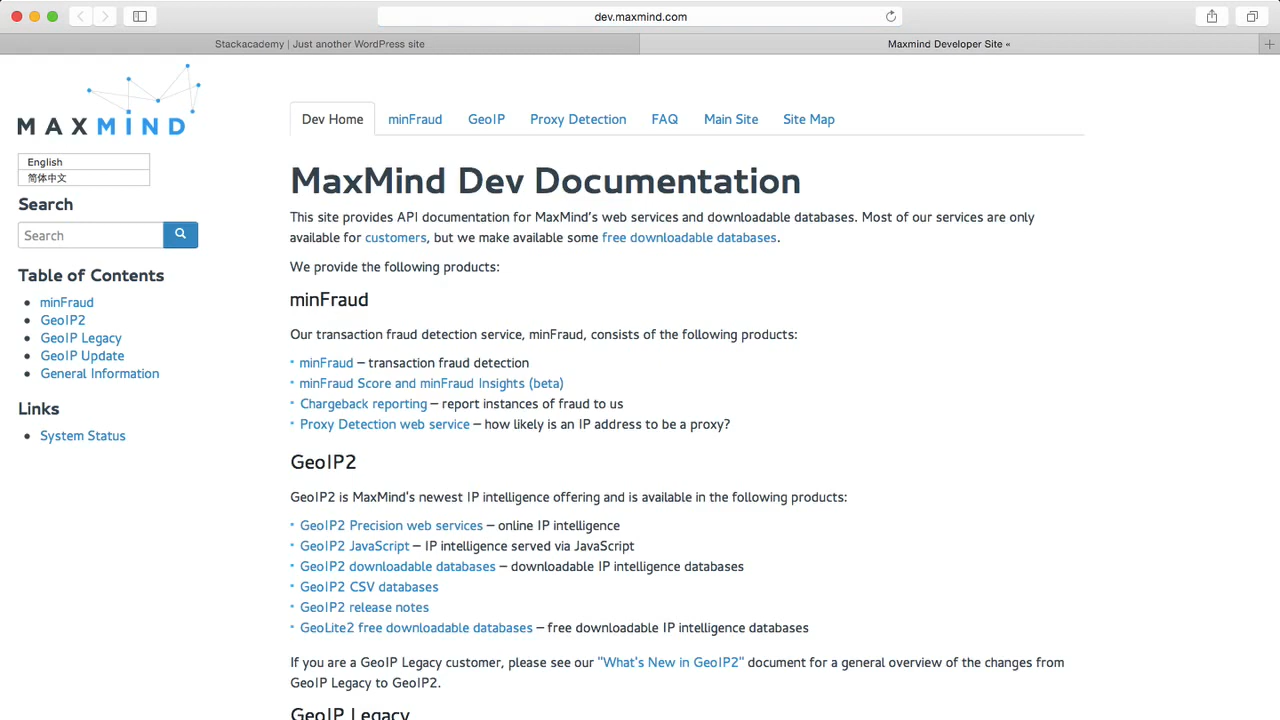 dev.maxmind.com
Stackacademy | Just another WordPress site
Maxmind Developer Site «
MAXMIND
English
简体中文
Search
Search
Table of Contents
• minFraud
• GeoIP2
• GeoIP Legacy
• GeoIP Update
• General Information
Links
• System Status
Dev Home minFraud GeoIP Proxy Detection FAQ Main Site Site Map
MaxMind Dev Documentation
This site provides API documentation for MaxMind's web services and downloadable databases. Most of our services are only
available for customers, but we make available some free downloadable databases.
We provide the following products:
minFraud
Our transaction fraud detection service, minFraud, consists of the following products:
• minFraud – transaction fraud detection
• minFraud Score and minFraud Insights (beta)
• Chargeback reporting – report instances of fraud to us
• Proxy Detection web service – how likely is an IP address to be a proxy?
GeoIP2
GeoIP2 is MaxMind's newest IP intelligence offering and is available in the following products:
• GeoIP2 Precision web services – online IP intelligence
• GeoIP2 JavaScript – IP intelligence served via JavaScript
• GeoIP2 downloadable databases – downloadable IP intelligence databases
• GeoIP2 CSV databases
• GeoIP2 release notes
• GeoLite2 free downloadable databases – free downloadable IP intelligence databases
If you are a GeoIP Legacy customer, please see our "What's New in GeoIP2" document for a general overview of the changes from
GeoIP Legacy to GeoIP2.
GeoIP Legacy